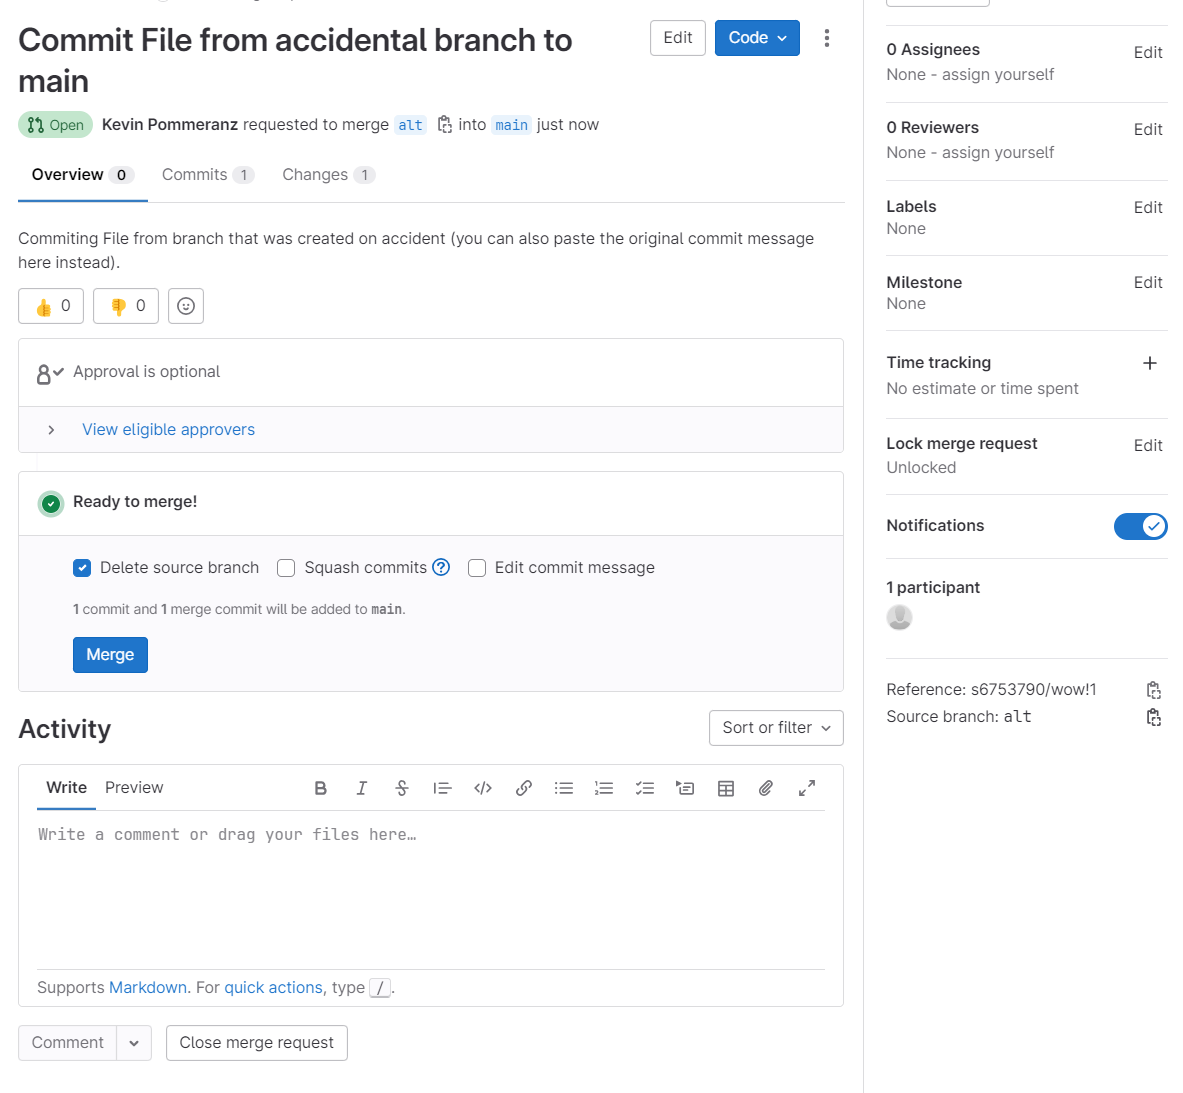 Commit File from accidental branch to
main
Edit
Code
Open
Kevin Pommeranz requested to merge alt into main just now
Overview 0
Commits 1
Changes 1
Commiting File from branch that was created on accident (you can also paste the original commit message
here instead).
0
0
Approval is optional
View eligible approvers
Ready to merge!
Delete source branch
Squash commits
Edit commit message
1 commit and 1 merge commit will be added to main.
Merge
Activity
Sort or filter
Write
Preview
Write a comment or drag your files here…
Supports Markdown. For quick actions, type /.
Comment
Close merge request
0 Assignees
Edit
None - assign yourself
0 Reviewers
Edit
None - assign yourself
Labels
Edit
None
Milestone
Edit
None
Time tracking
No estimate or time spent
Lock merge request
Edit
Unlocked
Notifications
1 participant
Reference: s6753790/wow!1
Source branch: alt